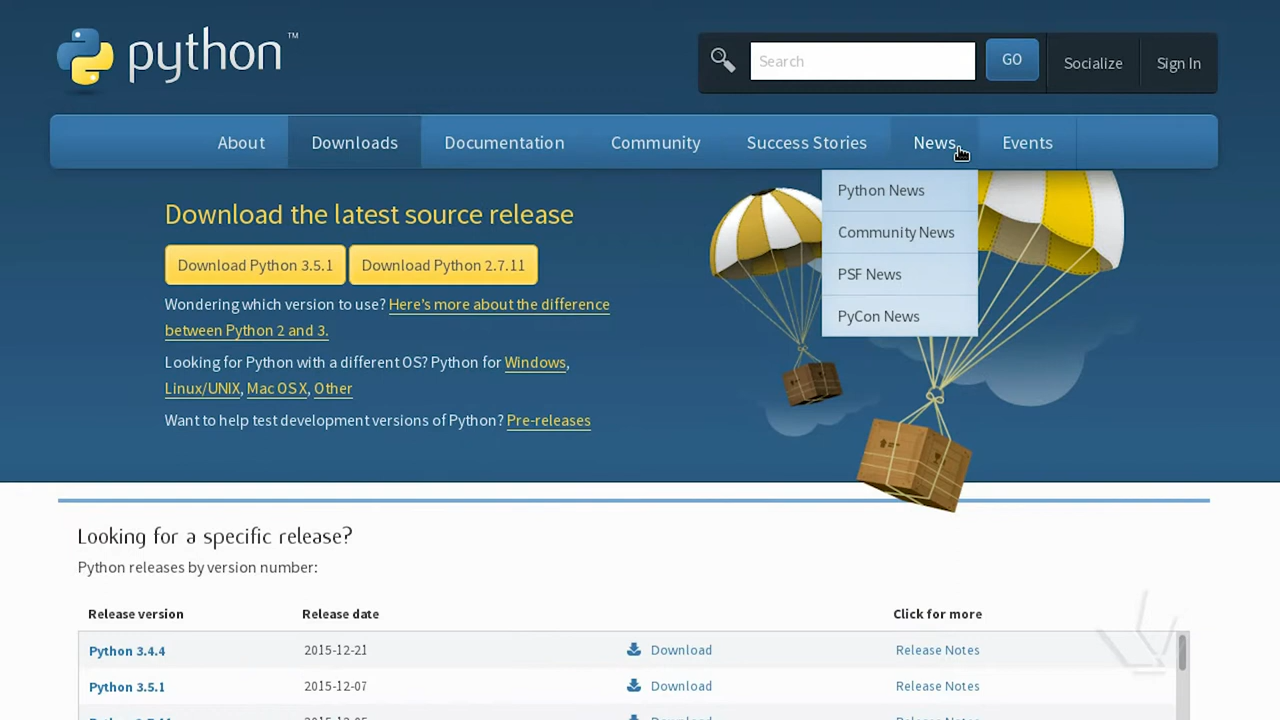 python™
Search
GO
Socialize
Sign In
About
Downloads
Documentation
Community
Success Stories
News
Events
Python News
Community News
PSF News
PyCon News
Download the latest source release
Download Python 3.5.1
Download Python 2.7.11
Wondering which version to use? Here's more about the difference
between Python 2 and 3.
Looking for Python with a different OS? Python for Windows,
Linux/UNIX, Mac OS X, Other
Want to help test development versions of Python? Pre-releases
Looking for a specific release?
Python releases by version number:
Release version Release date Click for more
Python 3.4.4 2015-12-21 Download Release Notes
Python 3.5.1 2015-12-07 Download Release Notes